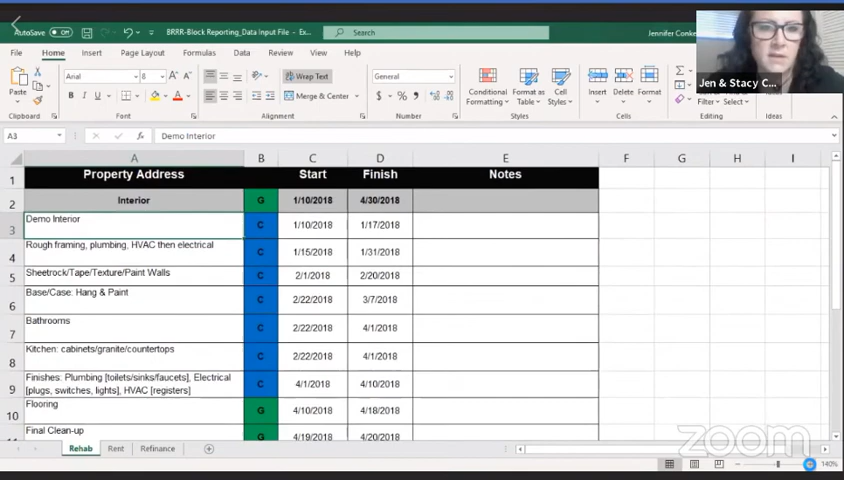 AutoSave Off BRRR-Block Reporting_Data Input File - Ex... Search Jennifer Conke
File Home Insert Page Layout Formulas Data Review View Help
Arial 8 A A Wrap Text General
Paste B I U A Merge & Center $ % Conditional Formatting Format as Table Cell Styles Insert Delete Format Filter Select
Jen & Stacy C...
Clipboard Font Alignment Number Styles Cells Editing Ideas
A3 fx Demo Interior
A B C D E F G H I
1 Property Address Start Finish Notes
2 Interior G 1/10/2018 4/30/2018
3 Demo Interior C 1/10/2018 1/17/2018
4 Rough framing, plumbing, HVAC then electrical C 1/15/2018 1/31/2018
5 Sheetrock/Tape/Texture/Paint Walls C 2/1/2018 2/20/2018
6 Base/Case: Hang & Paint C 2/22/2018 3/7/2018
7 Bathrooms C 2/22/2018 4/1/2018
8 Kitchen: cabinets/granite/countertops C 2/22/2018 4/1/2018
9 Finishes: Plumbing [toilets/sinks/faucets], Electrical C 4/1/2018 4/10/2018
[plugs, switches, lights], HVAC [registers]
10 Flooring G 4/10/2018 4/18/2018
11 Final Clean-up G 4/19/2018 4/20/2018
Rehab Rent Refinance
zoom
140%